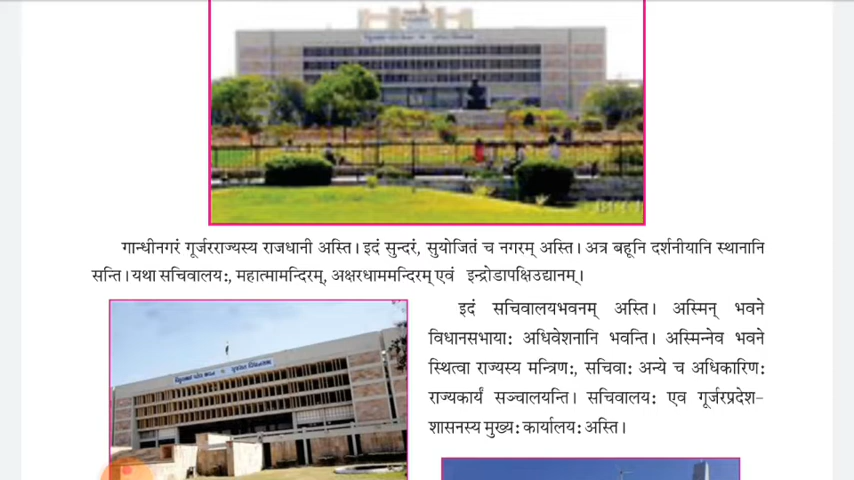 गान्धीनगरं गूर्जरराज्यस्य राजधानी अस्ति। इदं सुन्दरं, सुयोजितं च नगरम् अस्ति। अत्र बहूनि दर्शनीयानि स्थानानि
सन्ति। यथा सचिवालय:, महात्मामन्दिरम्, अक्षरधाममन्दिरम् एवं इन्द्रोडापक्षिउद्यानम्।
इदं सचिवालयभवनम् अस्ति। अस्मिन् भवने
विधानसभाया: अधिवेशनानि भवन्ति। अस्मिन्नेव भवने
स्थित्वा राज्यस्य मन्त्रिण:, सचिवा: अन्ये च अधिकारिण:
राज्यकार्यं सञ्चालयन्ति। सचिवालय: एव गूर्जरप्रदेश-
शासनस्य मुख्य: कार्यालय: अस्ति।